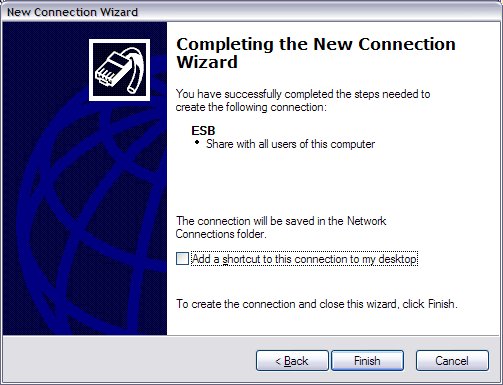 New Connection Wizard
Completing the New Connection
Wizard
You have successfully completed the steps needed to
create the following connection:
ESB
• Share with all users of this computer
The connection will be saved in the Network
Connections folder.
Add a shortcut to this connection to my desktop
To create the connection and close this wizard, click Finish.
< Back Finish Cancel